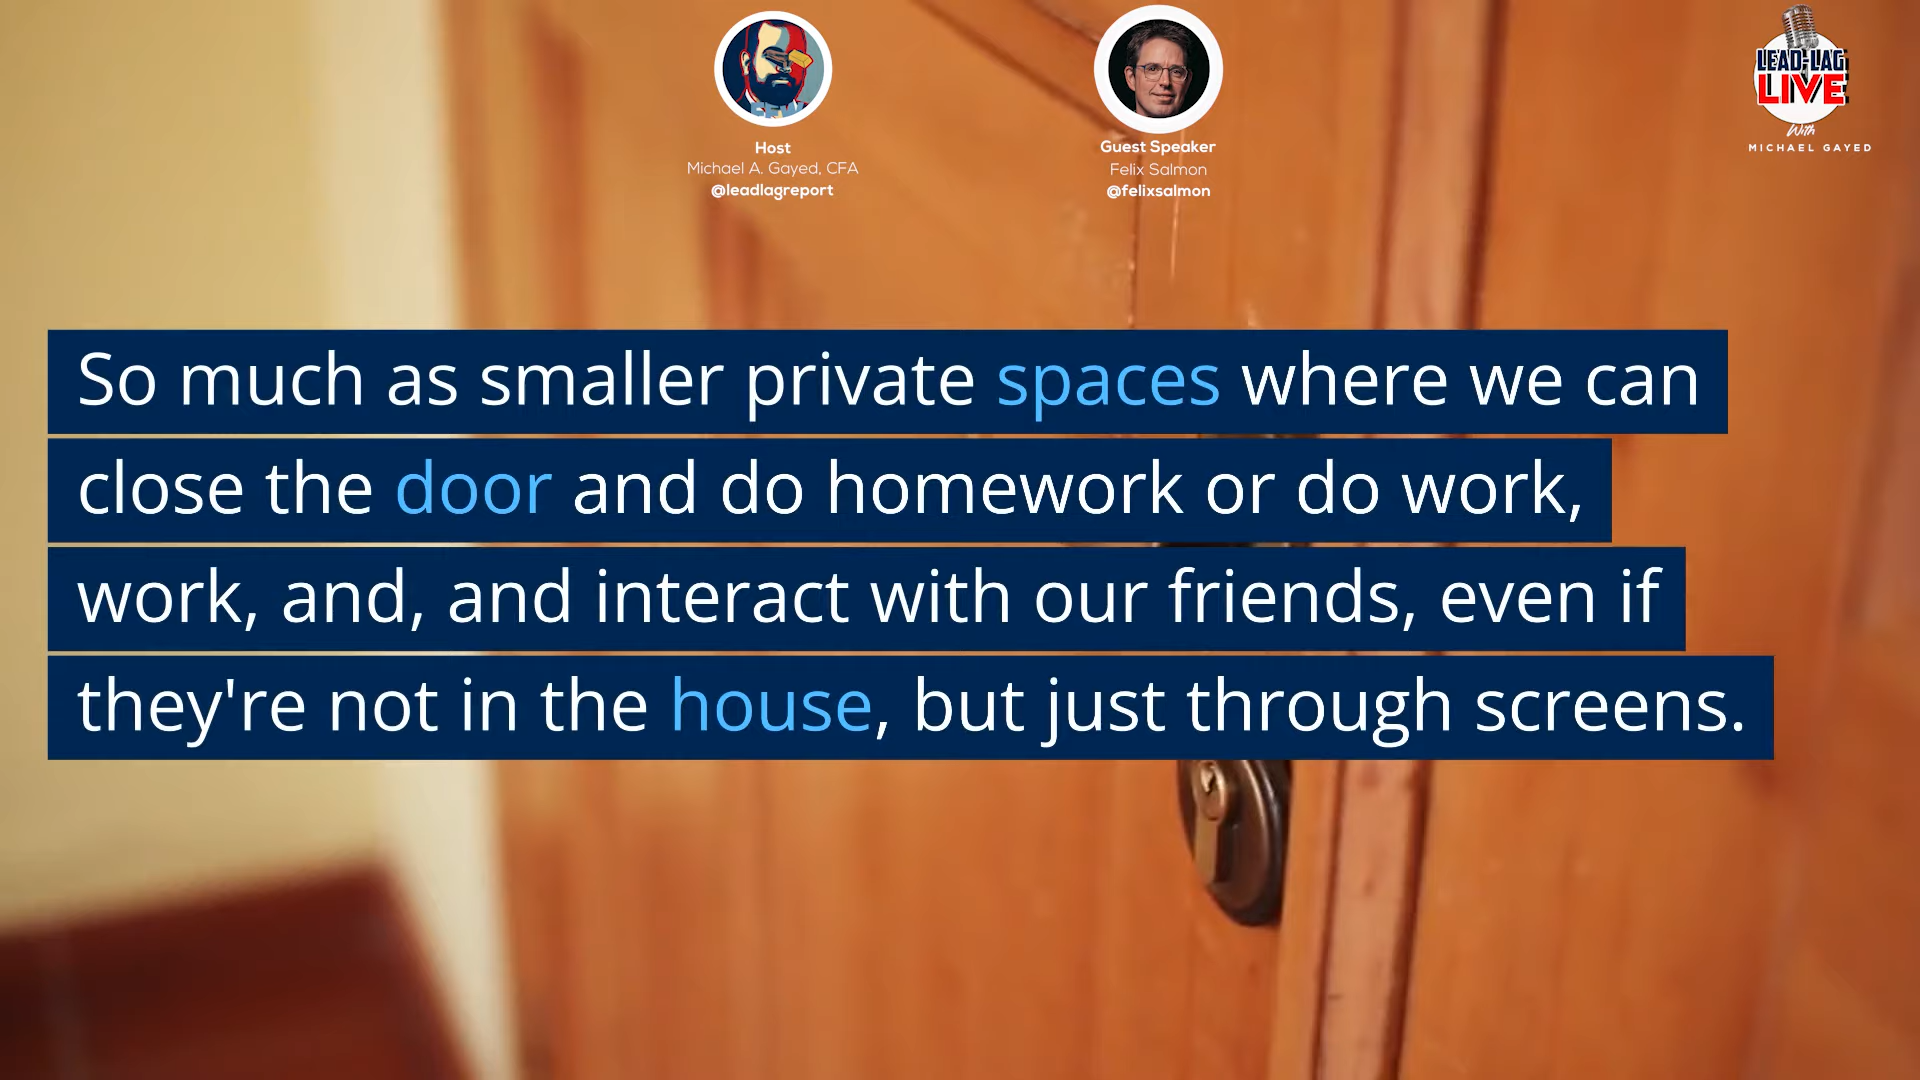 Host
Michael A. Gayed, CFA
@leadlagreport
Guest Speaker
Felix Salmon
@felixsalmon
LEAD-LAG
LIVE
With
MICHAEL GAYED
So much as smaller private spaces where we can
close the door and do homework or do work,
work, and, and interact with our friends, even if
they're not in the house, but just through screens.